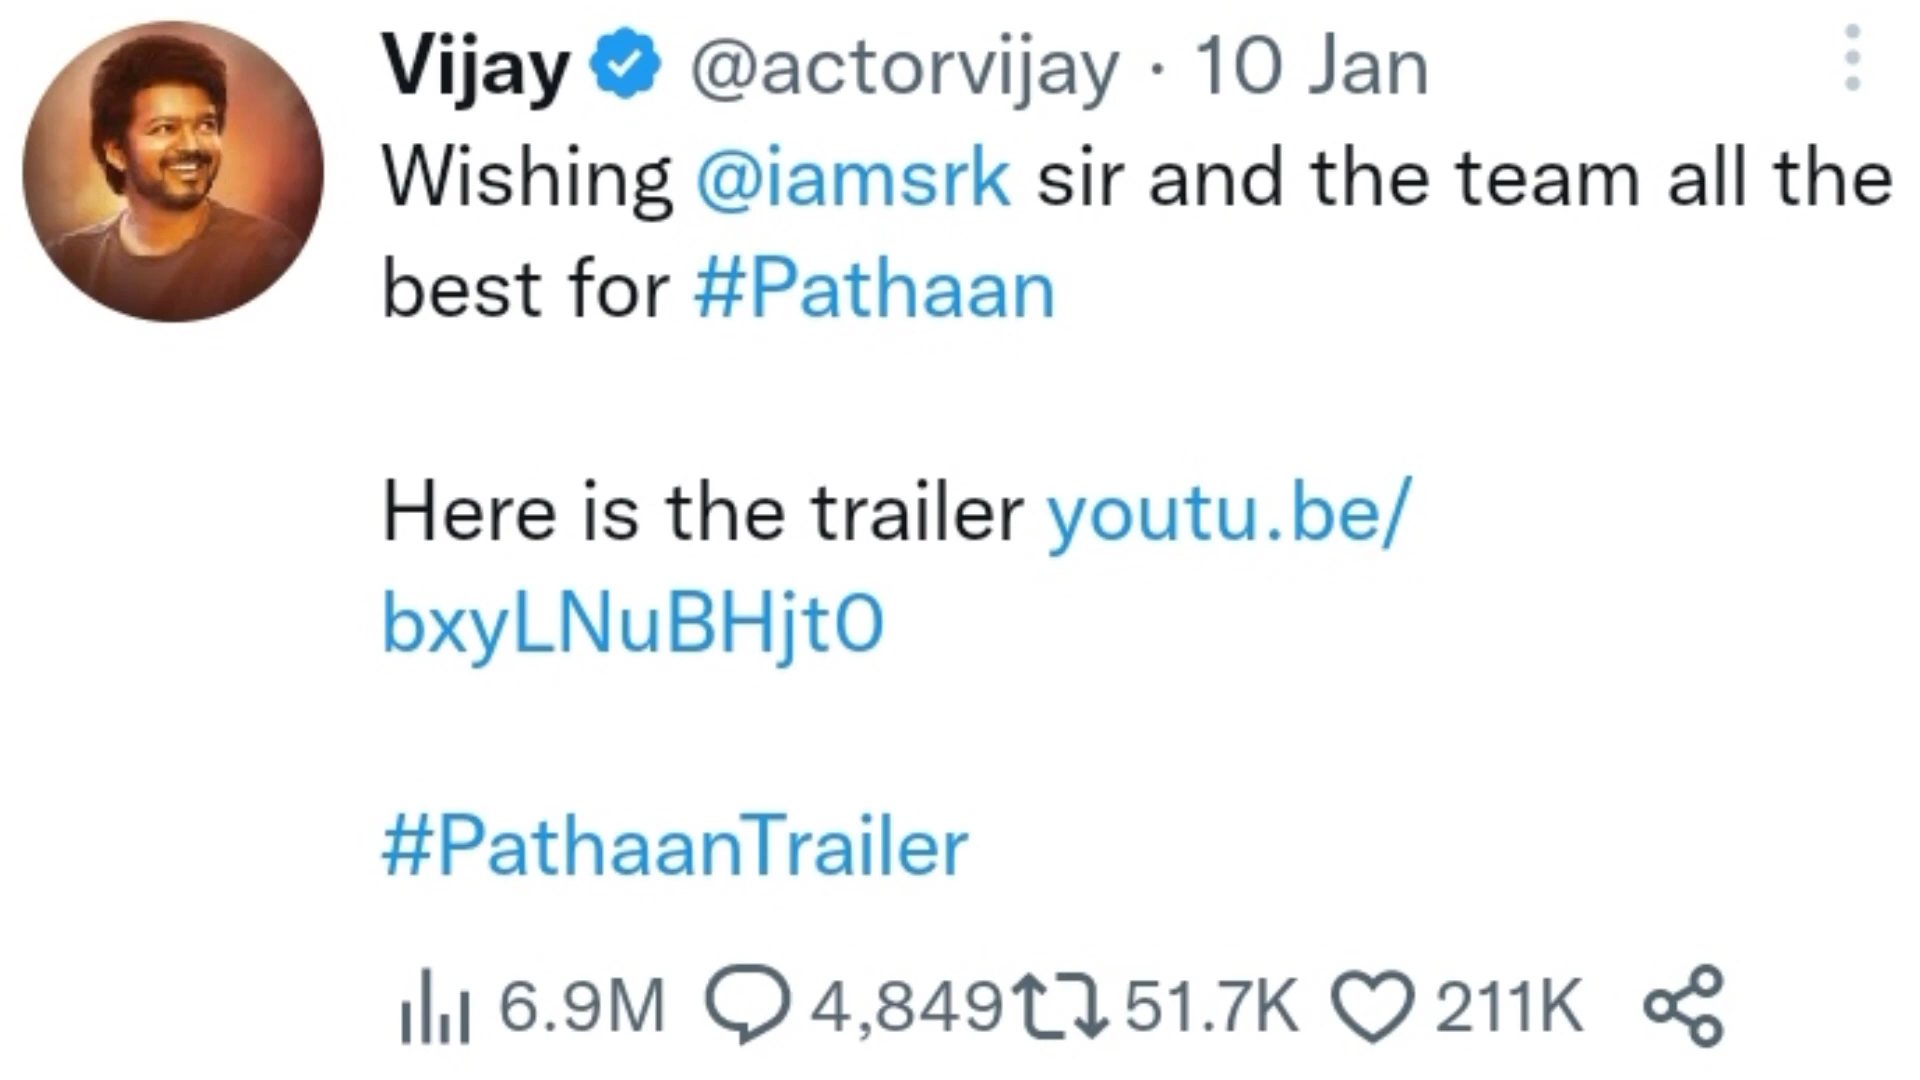 Vijay @actorvijay · 10 Jan
Wishing @iamsrk sir and the team all the
best for #Pathaan
Here is the trailer youtu.be/
bxyLNuBHjt0
#PathaanTrailer
6.9M 4,849 51.7K 211K